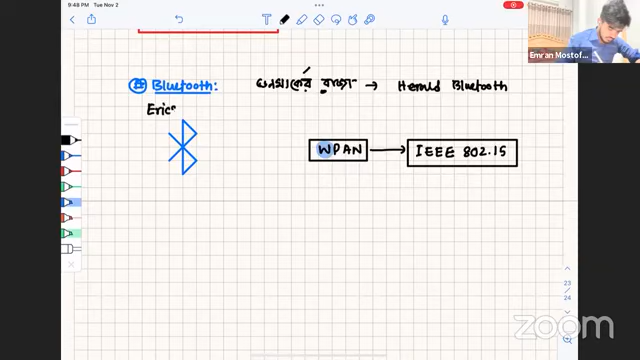 9:48 PM Tue Nov 2
# Bluetooth: ডেনমার্কের রাজা → Herald Bluetooth
Eric
WPAN → IEEE 802.15
Emran Mostof...
23
/
24
zoom